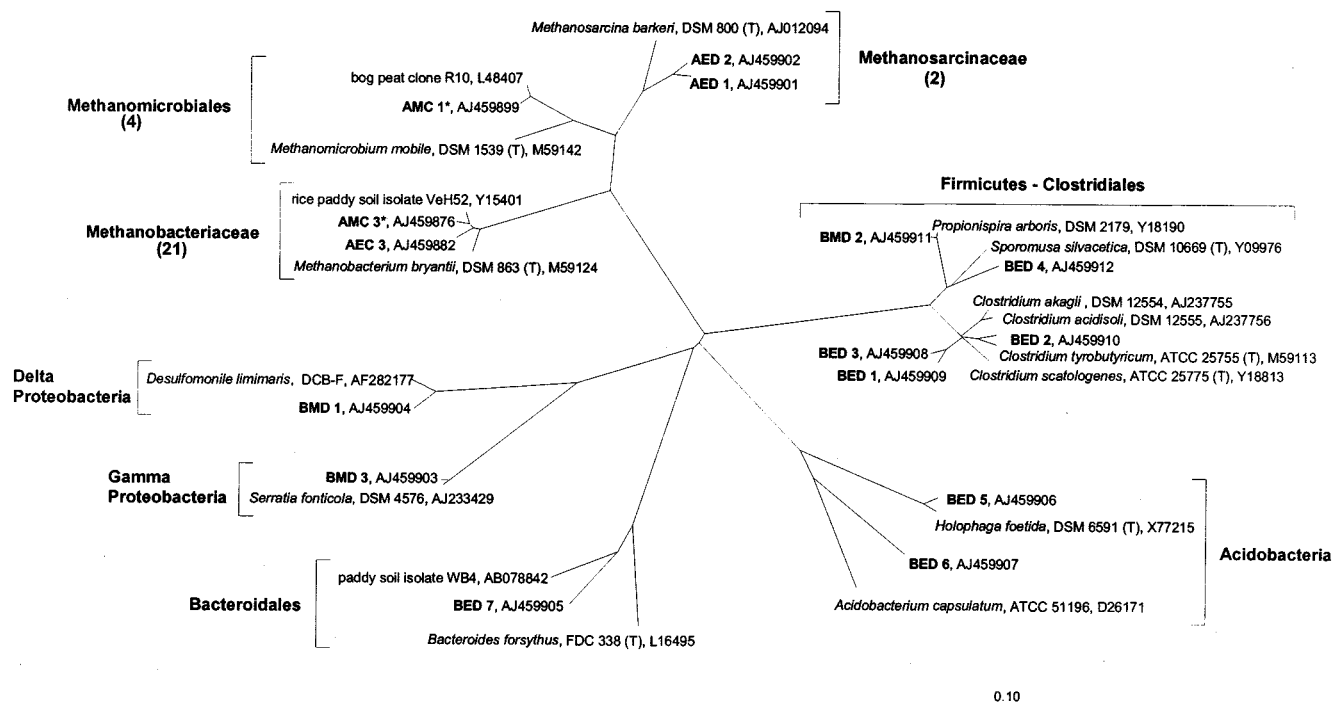 Methanosarcina barkeri, DSM 800 (T), AJ012094
AED 2, AJ459902
AED 1, AJ459901
Methanosarcinaceae
(2)
bog peat clone R10, L48407
AMC 1*, AJ459899
Methanomicrobium mobile, DSM 1539 (T), M59142
Methanomicrobiales
(4)
rice paddy soil isolate VeH52, Y15401
AMC 3*, AJ459876
AEC 3, AJ459882
Methanobacterium bryantii, DSM 863 (T), M59124
Methanobacteriaceae
(21)
Firmicutes - Clostridiales
Propionispira arboris, DSM 2179, Y18190
BMD 2, AJ459911
Sporomusa silvacetica, DSM 10669 (T), Y09976
BED 4, AJ459912
Clostridium akagii, DSM 12554, AJ237755
Clostridium acidisoli, DSM 12555, AJ237756
BED 2, AJ459910
BED 3, AJ459908
Clostridium tyrobutyricum, ATCC 25755 (T), M59113
BED 1, AJ459909
Clostridium scatologenes, ATCC 25775 (T), Y18813
Delta
Proteobacteria
Desulfomonile limimaris, DCB-F, AF282177
BMD 1, AJ459904
Gamma
Proteobacteria
BMD 3, AJ459903
Serratia fonticola, DSM 4576, AJ233429
Bacteroidales
paddy soil isolate WB4, AB078842
BED 7, AJ459905
Bacteroides forsythus, FDC 338 (T), L16495
BED 5, AJ459906
Holophaga foetida, DSM 6591 (T), X77215
BED 6, AJ459907
Acidobacterium capsulatum, ATCC 51196, D26171
Acidobacteria
0.10